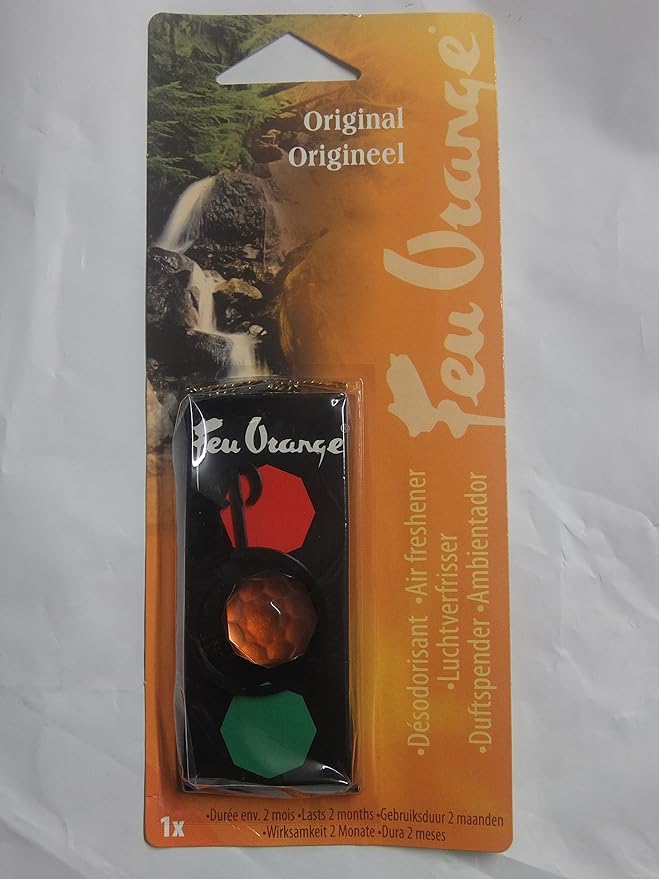 Original
Origineel
Feu Orange®
Feu Orange®
•Désodorisant •Air freshener
•Luchtverfrisser
•Duftspender •Ambientador
•Durée env. 2 mois •Lasts 2 months •Gebruiksduur 2 maanden
1x •Wirksamkeit 2 Monate •Dura 2 meses